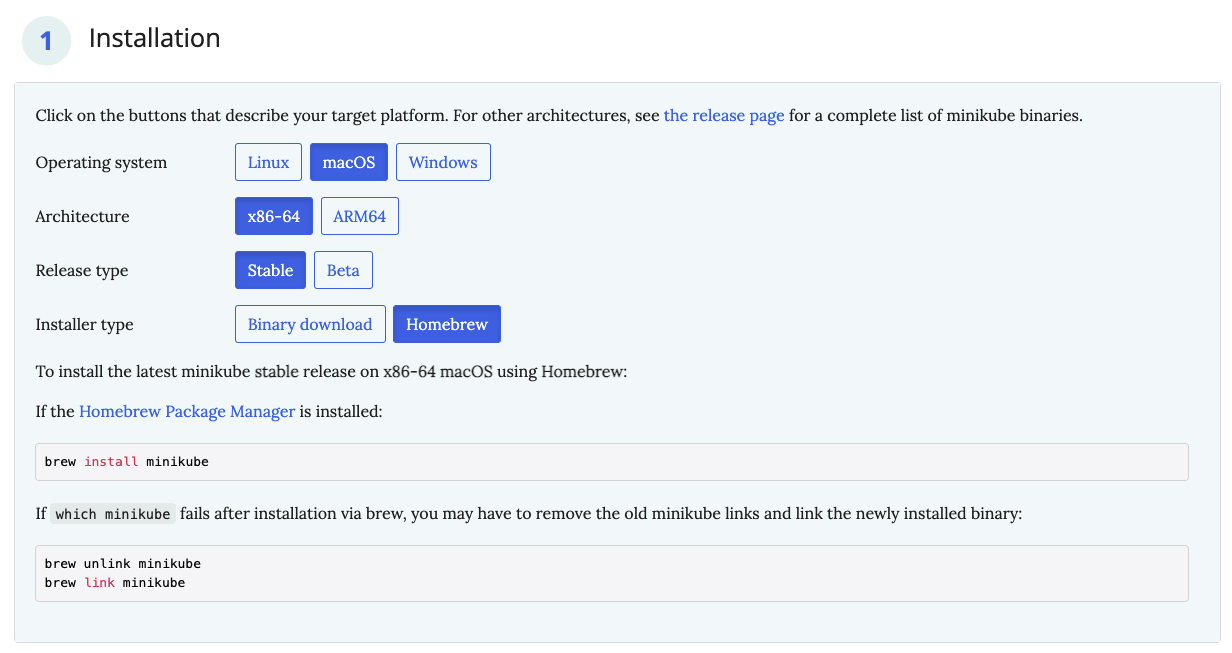 1 Installation
Click on the buttons that describe your target platform. For other architectures, see the release page for a complete list of minikube binaries.
Operating system Linux macOS Windows
Architecture x86-64 ARM64
Release type Stable Beta
Installer type Binary download Homebrew
To install the latest minikube stable release on x86-64 macOS using Homebrew:
If the Homebrew Package Manager is installed:
brew install minikube
If which minikube fails after installation via brew, you may have to remove the old minikube links and link the newly installed binary:
brew unlink minikube
brew link minikube